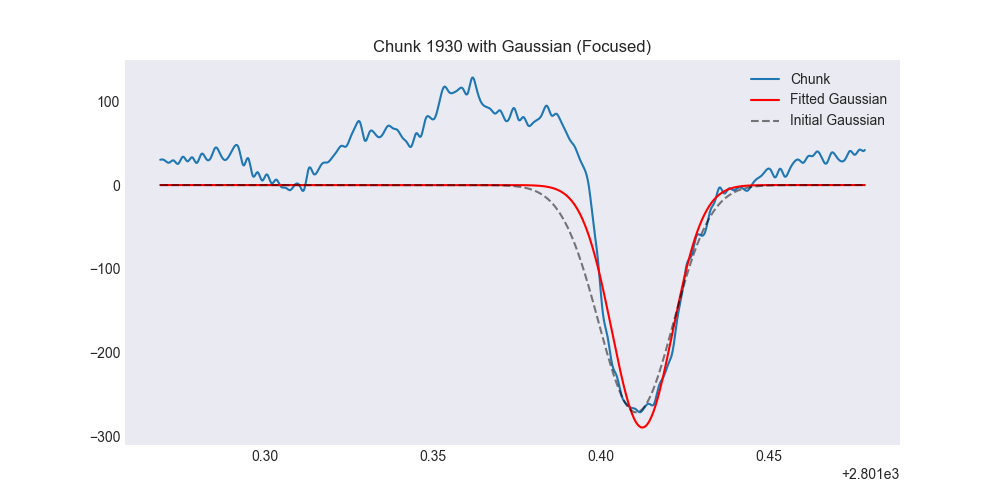 Chunk 1930 with Gaussian (Focused)
Chunk
Fitted Gaussian
Initial Gaussian
100
0
−100
−200
−300
0.30 0.35 0.40 0.45
+2.801e3